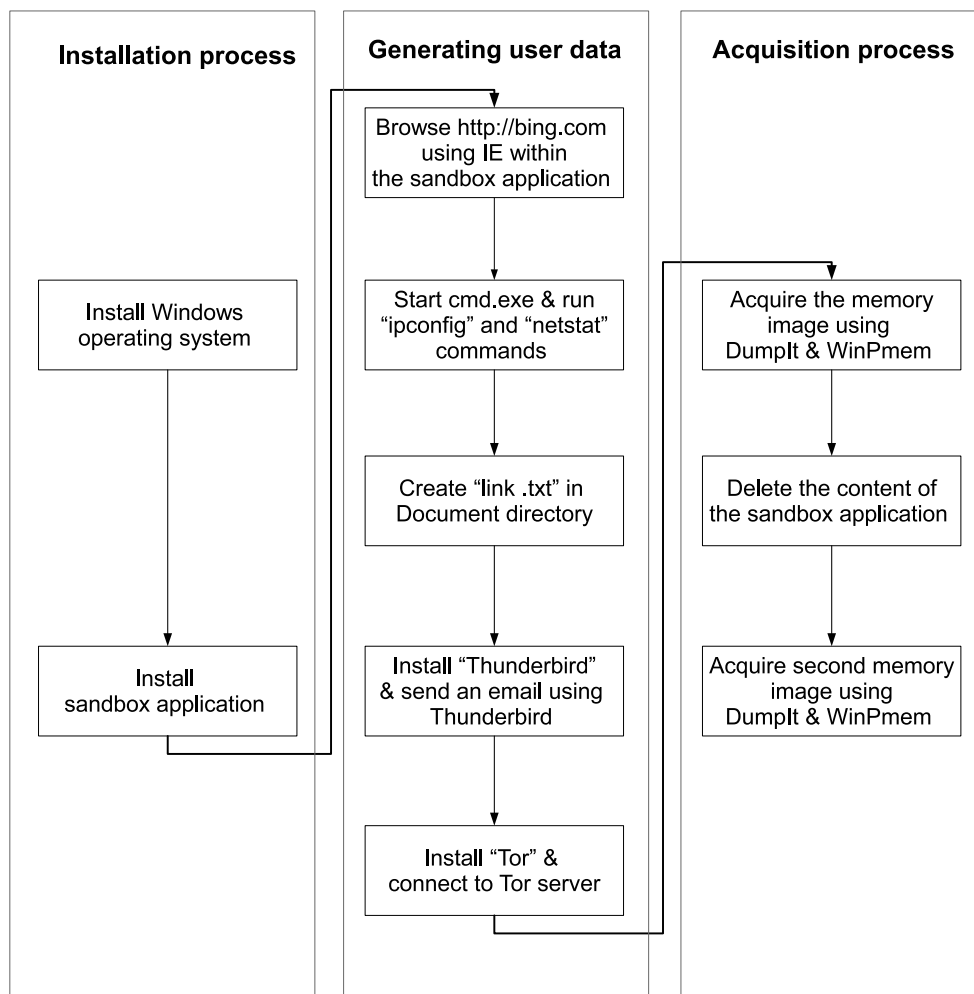 Installation process
Install Windows
operating system
Install
sandbox application
Generating user data
Browse http://bing.com
using IE within
the sandbox application
Start cmd.exe & run
“ipconfig” and “netstat”
commands
Create “link .txt” in
Document directory
Install “Thunderbird”
& send an email using
Thunderbird
Install “Tor” &
connect to Tor server
Acquisition process
Acquire the memory
image using
DumpIt & WinPmem
Delete the content of
the sandbox application
Acquire second memory
image using
DumpIt & WinPmem